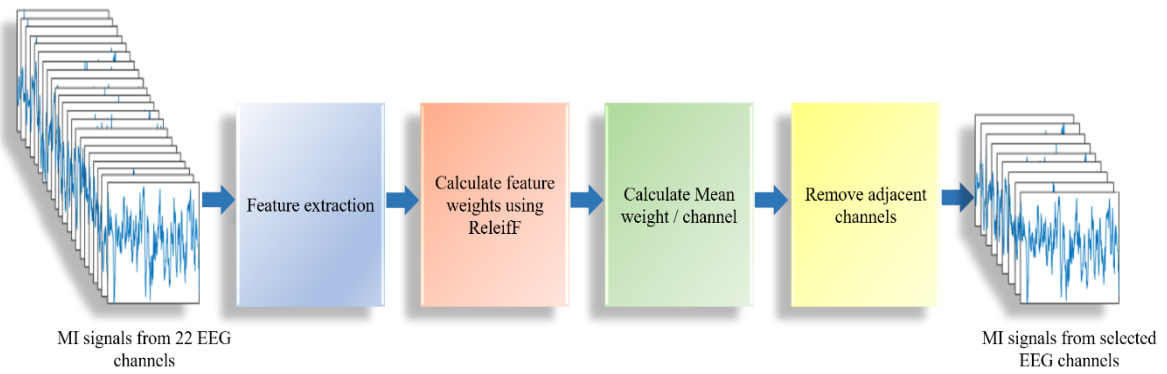 Feature extraction
Calculate feature
weights using
ReleifF
Calculate Mean
weight / channel
Remove adjacent
channels
MI signals from 22 EEG
channels
MI signals from selected
EEG channels